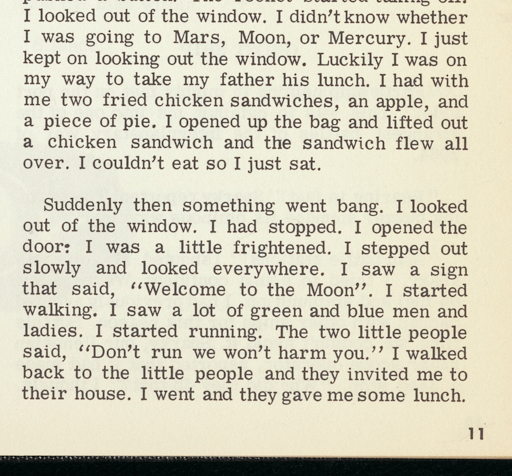 I looked out of the window. I didn't know whether
I was going to Mars, Moon, or Mercury. I just
kept on looking out the window. Luckily I was on
my way to take my father his lunch. I had with
me two fried chicken sandwiches, an apple, and
a piece of pie. I opened up the bag and lifted out
a chicken sandwich and the sandwich flew all
over. I couldn't eat so I just sat.
Suddenly then something went bang. I looked
out of the window. I had stopped. I opened the
door: I was a little frightened. I stepped out
slowly and looked everywhere. I saw a sign
that said, "Welcome to the Moon". I started
walking. I saw a lot of green and blue men and
ladies. I started running. The two little people
said, "Don't run we won't harm you." I walked
back to the little people and they invited me to
their house. I went and they gave me some lunch.
11